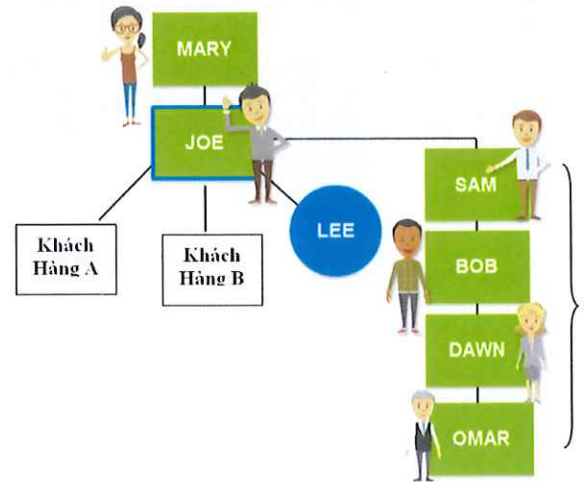 MARY
JOE
SAM
Khách
Hàng A
Khách
Hàng B
LEE
BOB
DAWN
OMAR